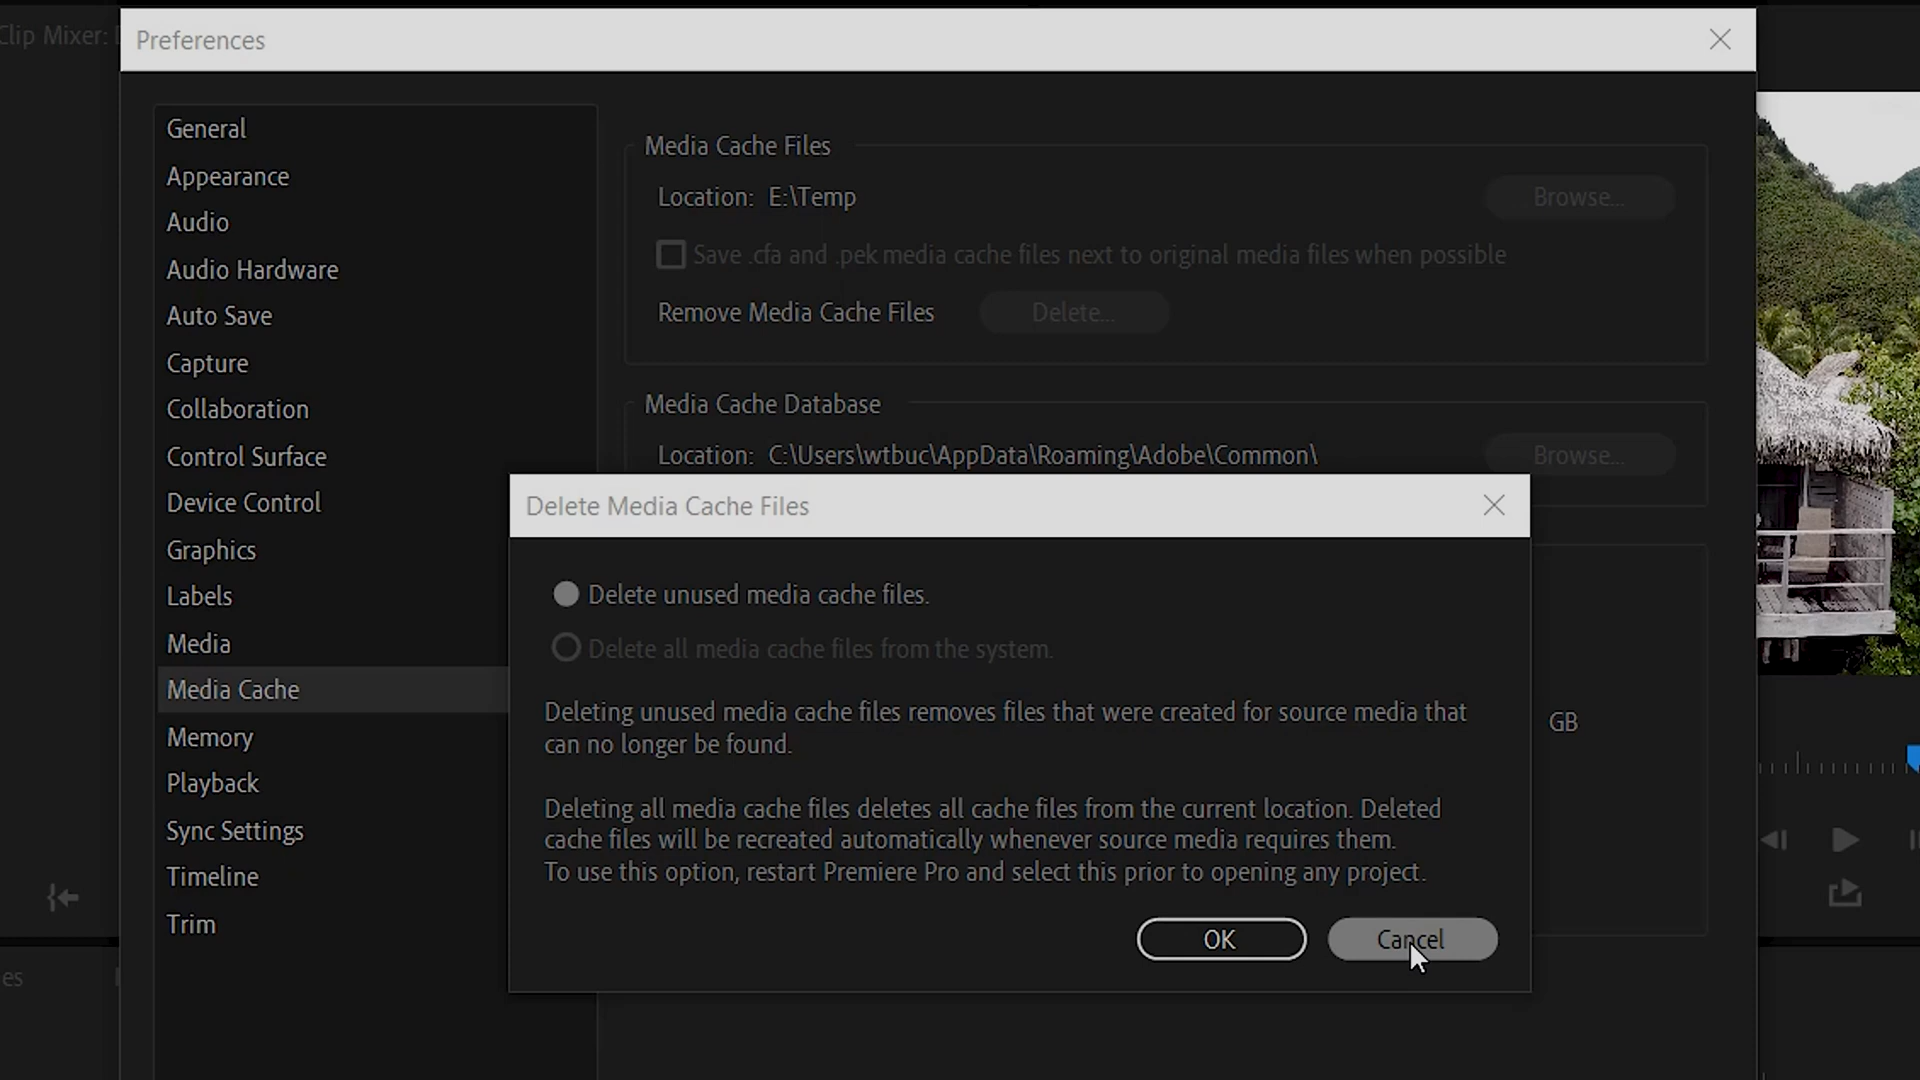 Clip Mixer:
Preferences
General
Appearance
Audio
Audio Hardware
Auto Save
Capture
Collaboration
Control Surface
Device Control
Graphics
Labels
Media
Media Cache
Memory
Playback
Sync Settings
Timeline
Trim
Media Cache Files
Location: E:\Temp
Browse...
Save .cfa and .pek media cache files next to original media files when possible
Remove Media Cache Files
Delete...
Media Cache Database
Location: C:\Users\wtbuc\AppData\Roaming\Adobe\Common\
Browse...
Delete Media Cache Files
Delete unused media cache files.
Delete all media cache files from the system.
Deleting unused media cache files removes files that were created for source media that
can no longer be found.
Deleting all media cache files deletes all cache files from the current location. Deleted
cache files will be recreated automatically whenever source media requires them.
To use this option, restart Premiere Pro and select this prior to opening any project.
OK
Cancel
GB
es